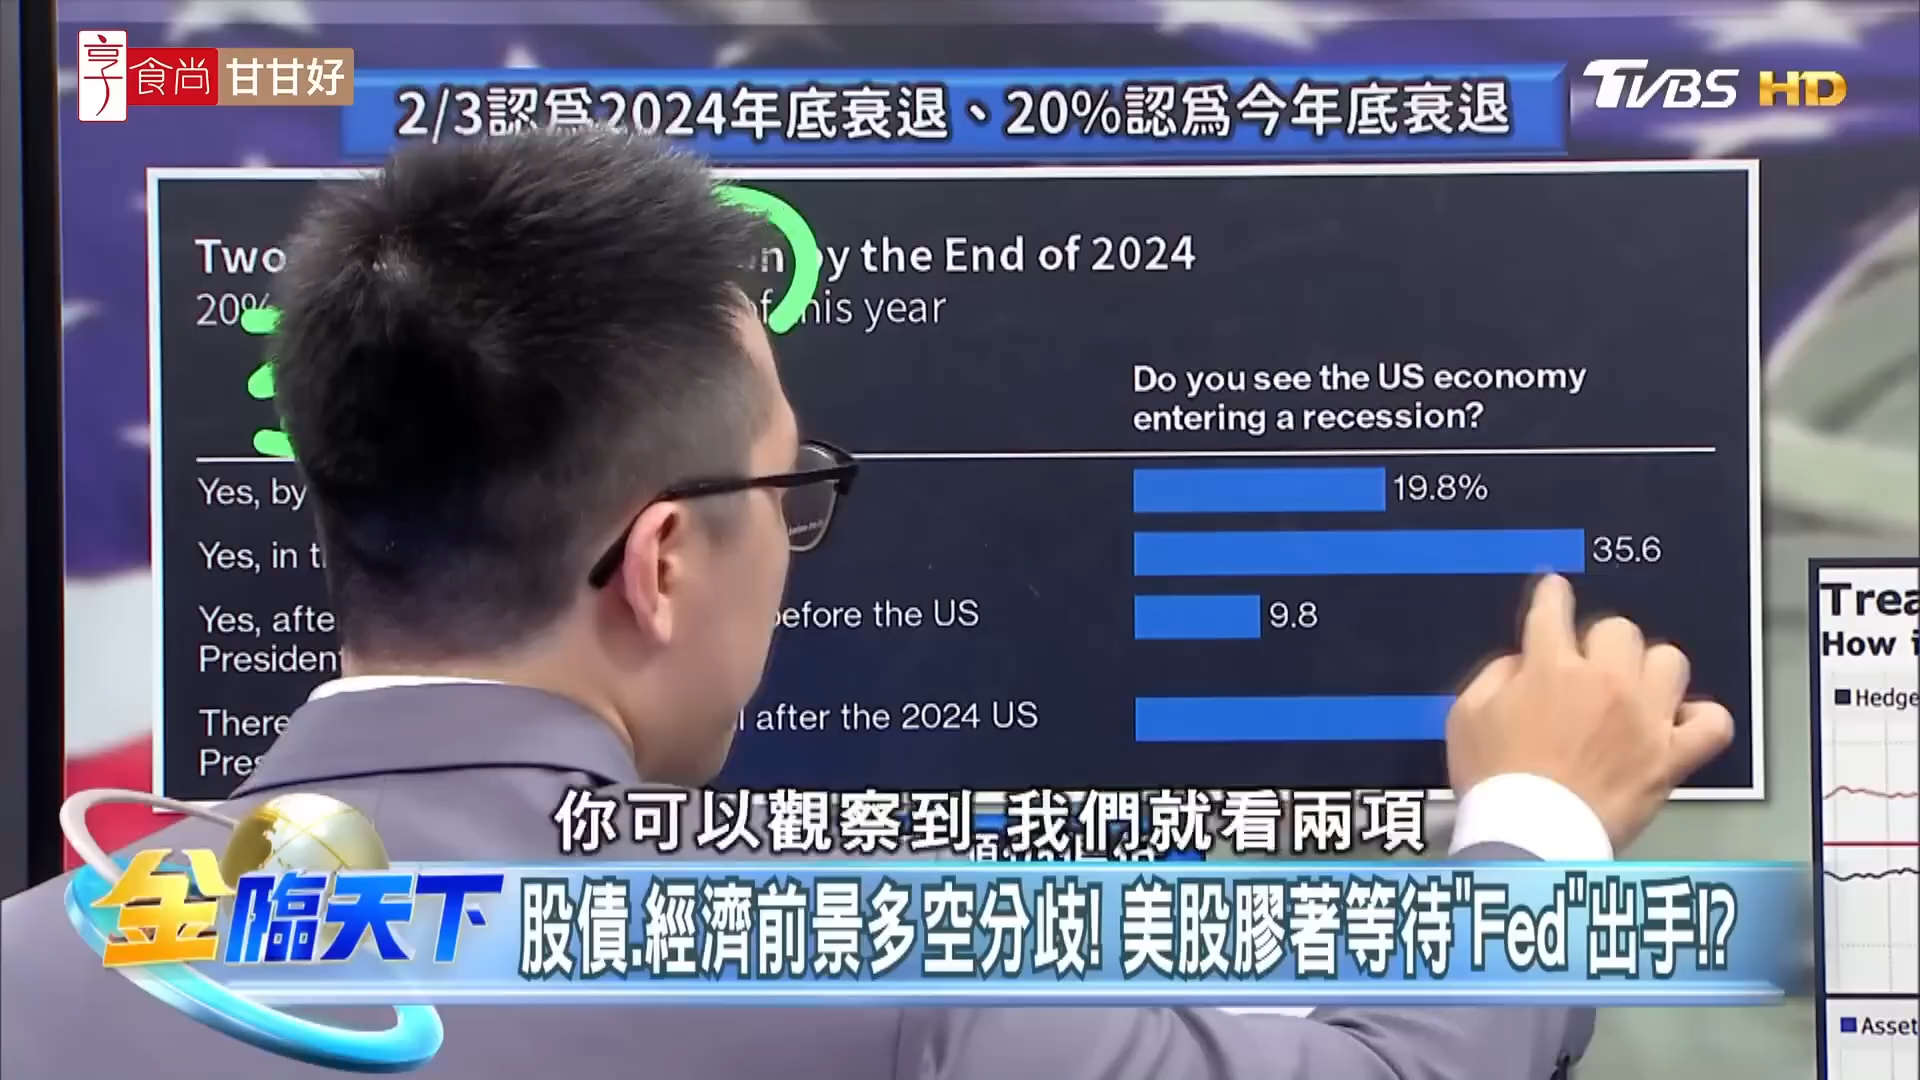 享 食尚 甘甘好
TVBS HD
2/3認為2024年底衰退、20%認為今年底衰退
Two by the End of 2024
20% of this year
Do you see the US economy
entering a recession?
Yes, by 19.8%
Yes, in 35.6
Yes, after before the US 9.8
President
There after the 2024 US
Treas
How i
Hedge
Asset
你可以觀察到 我們就看兩項
金臨天下
股債.經濟前景多空分歧! 美股膠著等待"Fed"出手!?